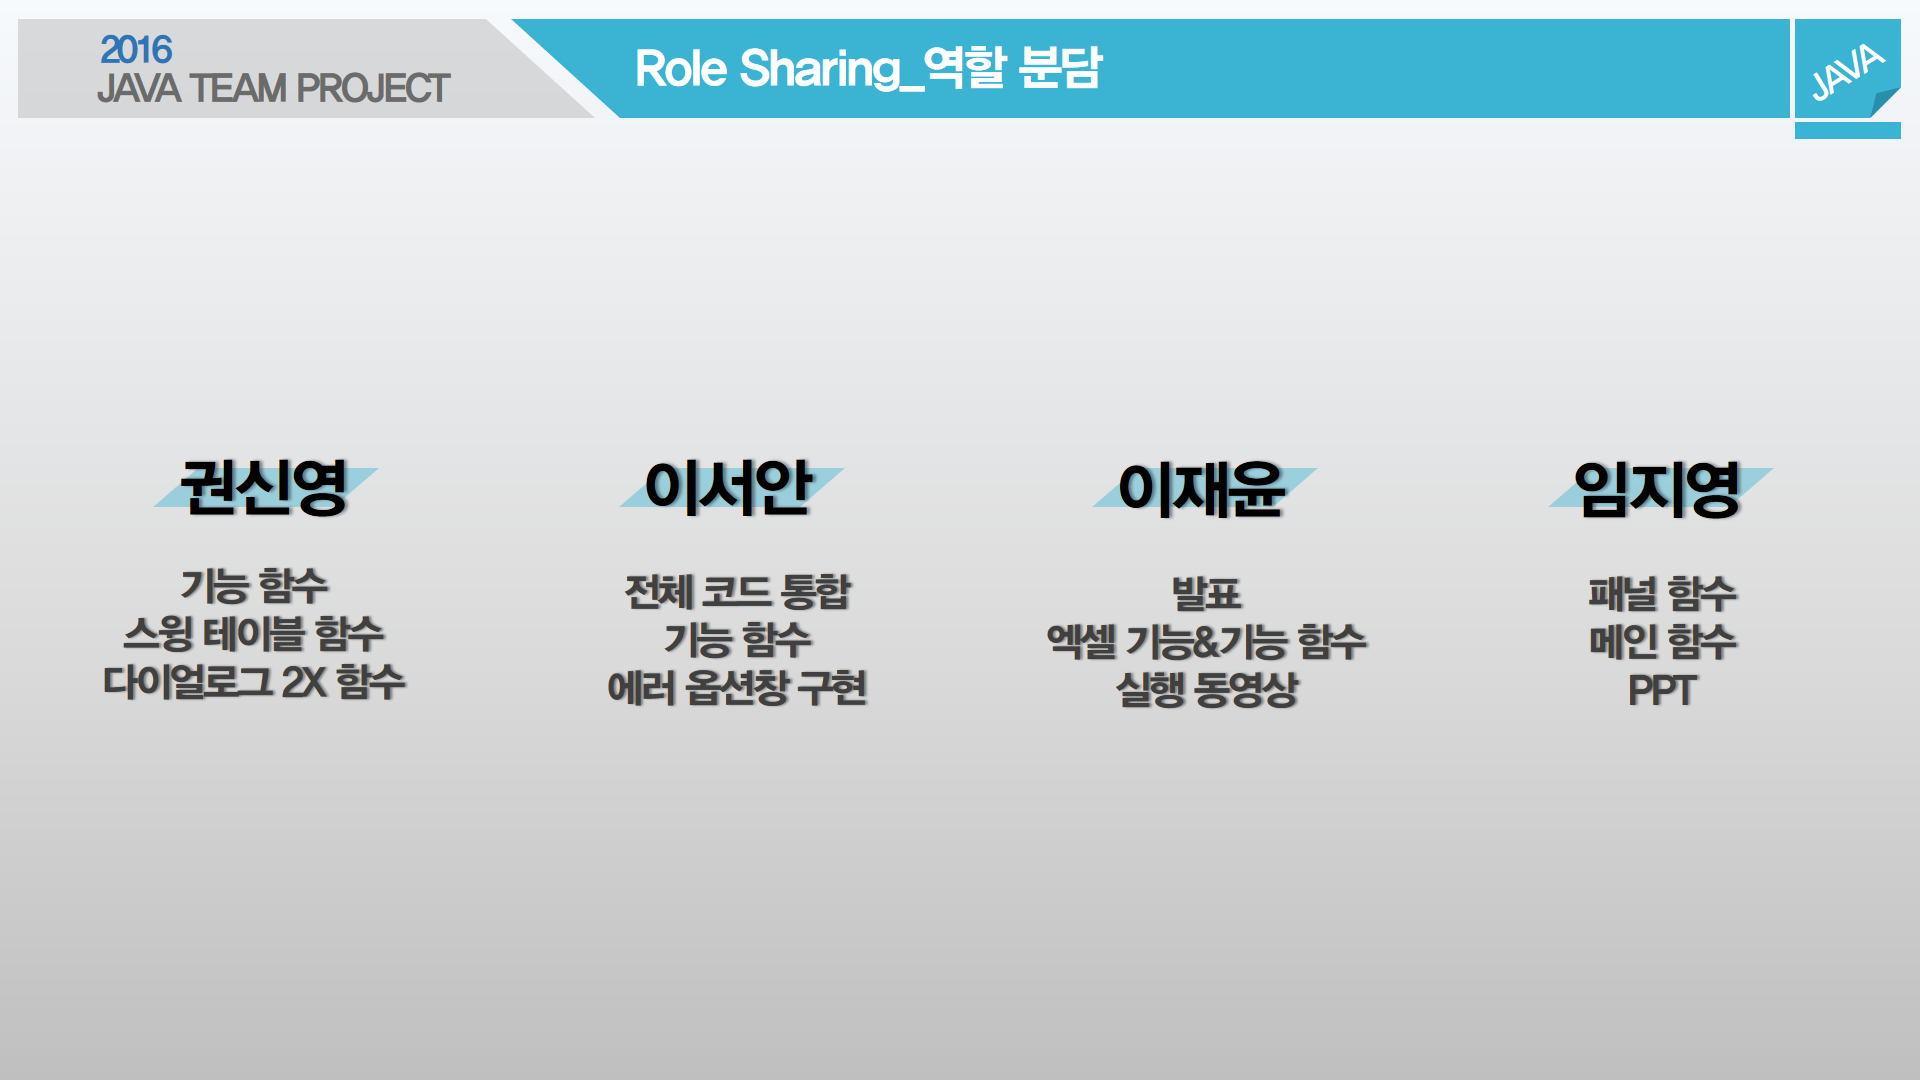 2016
JAVA TEAM PROJECT
Role Sharing_역할 분담
JAVA
권신영
기능 함수
스윙 테이블 함수
다이얼로그 2X 함수
이서안
전체 코드 통합
기능 함수
에러 옵션창 구현
이재윤
발표
엑셀 기능&기능 함수
실행 동영상
임지영
패널 함수
메인 함수
PPT